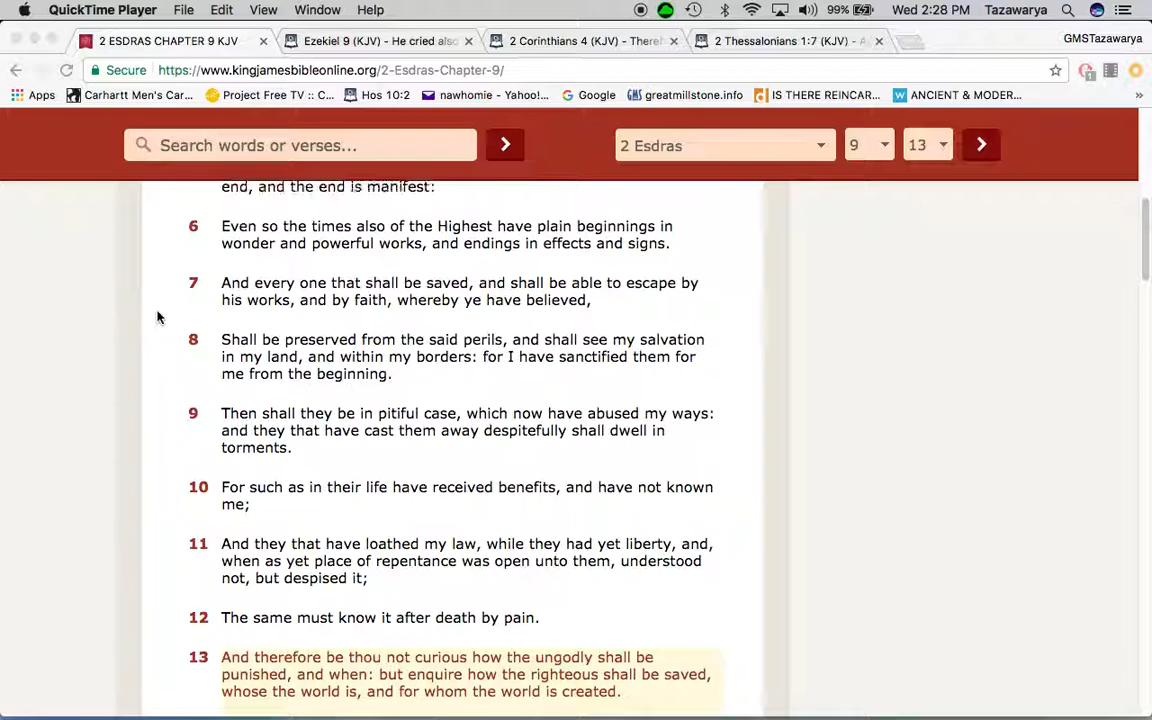 QuickTime Player File Edit View Window Help 99% Wed 2:28 PM Tazawarya
2 ESDRAS CHAPTER 9 KJV Ezekiel 9 (KJV) - He cried also 2 Corinthians 4 (KJV) - Theref 2 Thessalonians 1:7 (KJV) - A GMSTazawarya
Secure https://www.kingjamesbibleonline.org/2-Esdras-Chapter-9/
Apps Carhartt Men's Car... Project Free TV :: C... Hos 10:2 nawhomie - Yahoo!... Google greatmillstone.info IS THERE REINCAR... ANCIENT & MODER... »
Search words or verses... 2 Esdras 9 13
end, and the end is manifest:
6 Even so the times also of the Highest have plain beginnings in
wonder and powerful works, and endings in effects and signs.
7 And every one that shall be saved, and shall be able to escape by
his works, and by faith, whereby ye have believed,
8 Shall be preserved from the said perils, and shall see my salvation
in my land, and within my borders: for I have sanctified them for
me from the beginning.
9 Then shall they be in pitiful case, which now have abused my ways:
and they that have cast them away despitefully shall dwell in
torments.
10 For such as in their life have received benefits, and have not known
me;
11 And they that have loathed my law, while they had yet liberty, and,
when as yet place of repentance was open unto them, understood
not, but despised it;
12 The same must know it after death by pain.
13 And therefore be thou not curious how the ungodly shall be
punished, and when: but enquire how the righteous shall be saved,
whose the world is, and for whom the world is created.